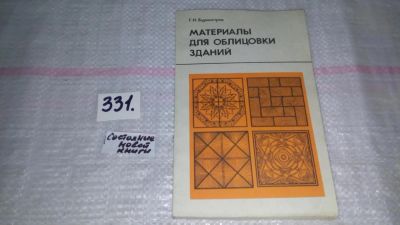 Г.Н. Бурмистров
МАТЕРИАЛЫ
ДЛЯ ОБЛИЦОВКИ
ЗДАНИЙ
331.
Состояние
новой
книги